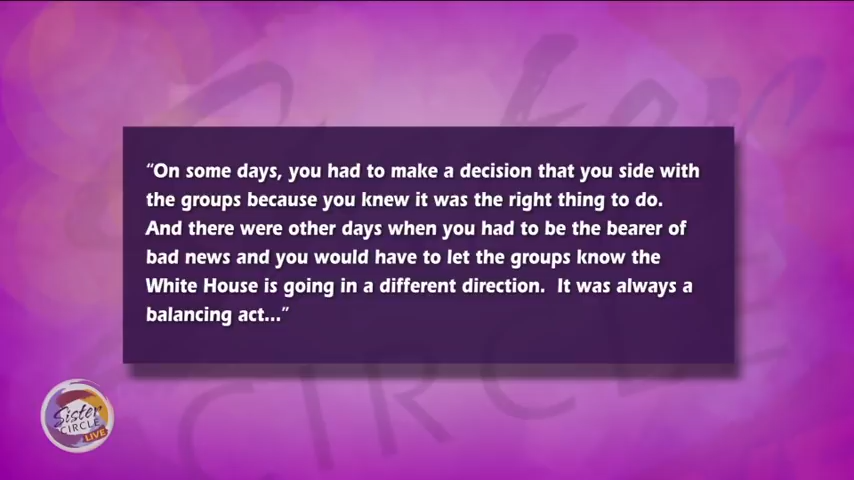 “On some days, you had to make a decision that you side with
the groups because you knew it was the right thing to do.
And there were other days when you had to be the bearer of
bad news and you would have to let the groups know the
White House is going in a different direction.  It was always a
balancing act...”
Sister
CIRCLE
LIVE